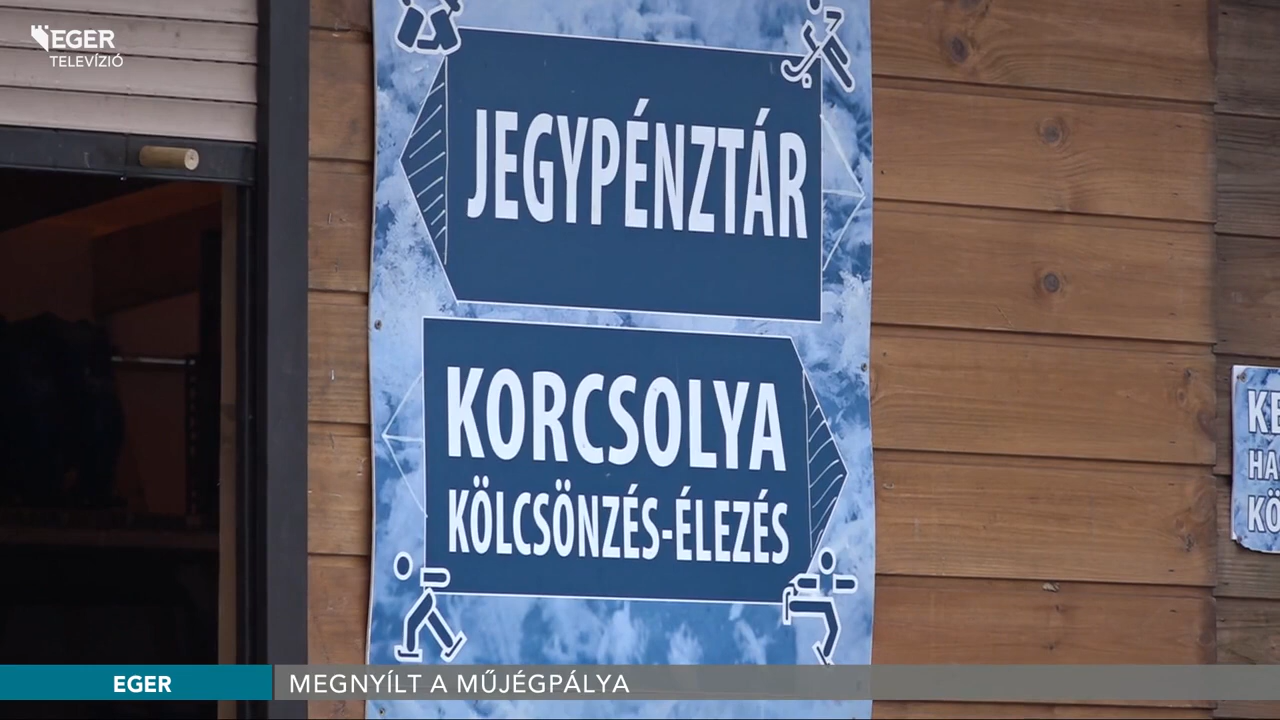 EGER
TELEVÍZIÓ
JEGYPÉNZTÁR
KORCSOLYA
KÖLCSÖNZÉS-ÉLEZÉS
EGER
MEGNYÍLT A MŰJÉGPÁLYA